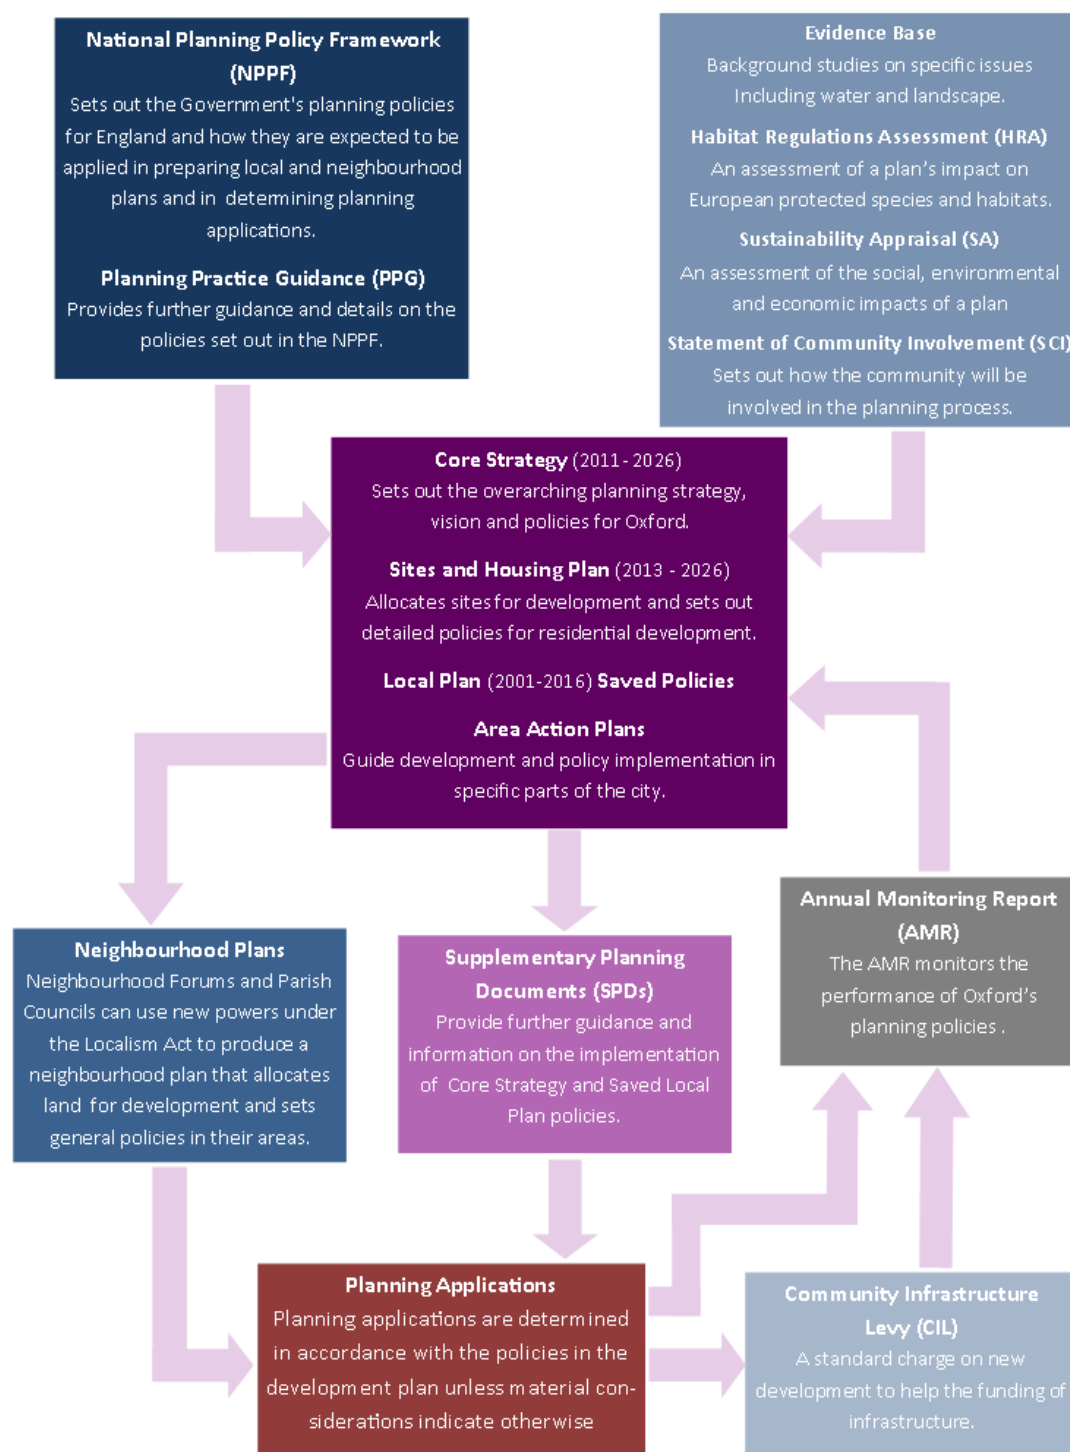 National Planning Policy Framework
(NPPF)
Sets out the Government's planning policies
for England and how they are expected to be
applied in preparing local and neighbourhood
plans and in determining planning
applications.
Planning Practice Guidance (PPG)
Provides further guidance and details on the
policies set out in the NPPF.
Evidence Base
Background studies on specific issues
Including water and landscape.
Habitat Regulations Assessment (HRA)
An assessment of a plan's impact on
European protected species and habitats.
Sustainability Appraisal (SA)
An assessment of the social, environmental
and economic impacts of a plan
Statement of Community Involvement (SCI)
Sets out how the community will be
involved in the planning process.
Core Strategy (2011- 2026)
Sets out the overarching planning strategy,
vision and policies for Oxford.
Sites and Housing Plan (2013 - 2026)
Allocates sites for development and sets out
detailed policies for residential development.
Local Plan (2001-2016) Saved Policies
Area Action Plans
Guide development and policy implementation in
specific parts of the city.
Neighbourhood Plans
Neighbourhood Forums and Parish
Councils can use new powers under
the Localism Act to produce a
neighbourhood plan that allocates
land for development and sets
general policies in their areas.
Supplementary Planning
Documents (SPDs)
Provide further guidance and
information on the implementation
of Core Strategy and Saved Local
Plan policies.
Annual Monitoring Report
(AMR)
The AMR monitors the
performance of Oxford's
planning policies .
Planning Applications
Planning applications are determined
in accordance with the policies in the
development plan unless material con-
siderations indicate otherwise
Community Infrastructure
Levy (CIL)
A standard charge on new
development to help the funding of
infrastructure.